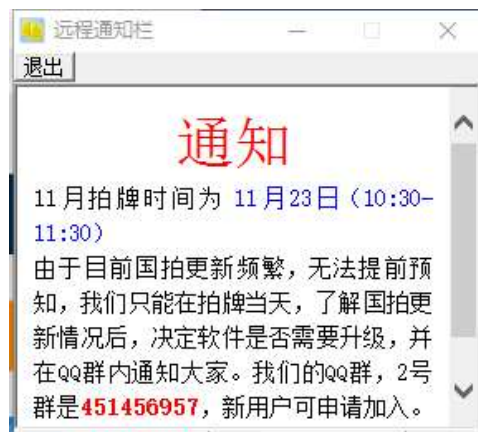 远程通知栏
退出
通知
11月拍牌时间为 11月23日（10:30-
11:30）
由于目前国拍更新频繁，无法提前预
知，我们只能在拍牌当天，了解国拍更
新情况后，决定软件是否需要升级，并
在QQ群内通知大家。我们的QQ群，2号
群是451456957，新用户可申请加入。